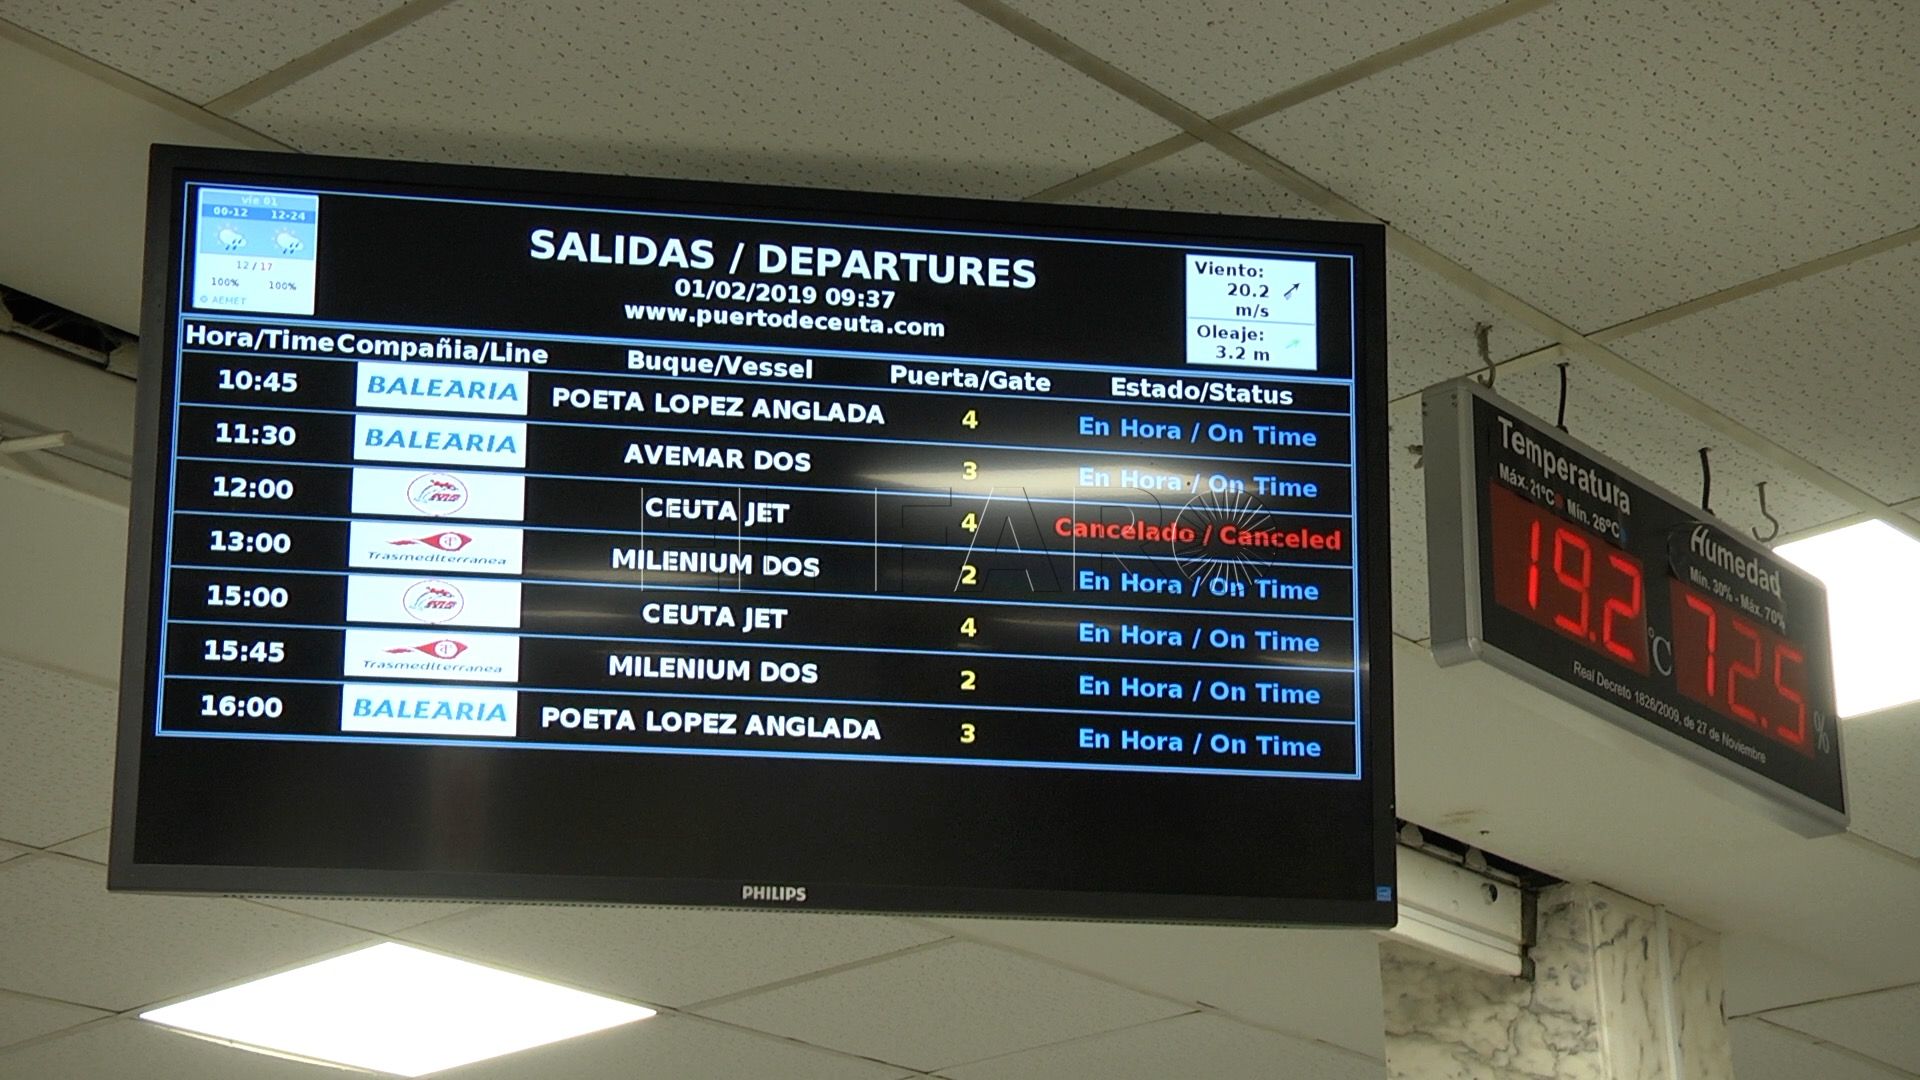 vie 01
00-12 12-24
12 / 17
100% 100%
© AEMET
SALIDAS / DEPARTURES
01/02/2019 09:37
www.puertodeceuta.com
Viento:
20.2
m/s
Oleaje:
3.2 m
Hora/Time Compañia/Line Buque/Vessel Puerta/Gate Estado/Status
10:45 BALEARIA POETA LOPEZ ANGLADA 4 En Hora / On Time
11:30 BALEARIA AVEMAR DOS 3 En Hora / On Time
12:00 CEUTA JET 4 Cancelado / Canceled
13:00 Trasmediterranea MILENIUM DOS 2 En Hora / On Time
15:00 CEUTA JET 4 En Hora / On Time
15:45 Trasmediterranea MILENIUM DOS 2 En Hora / On Time
16:00 BALEARIA POETA LOPEZ ANGLADA 3 En Hora / On Time
EL FARO
PHILIPS
Temperatura
Máx. 21ºC Mín. 26ºC
19.2 °C
Humedad
Mín. 30% - Máx. 70%
72.5 %
Real Decreto 1826/2009, de 27 de Noviembre